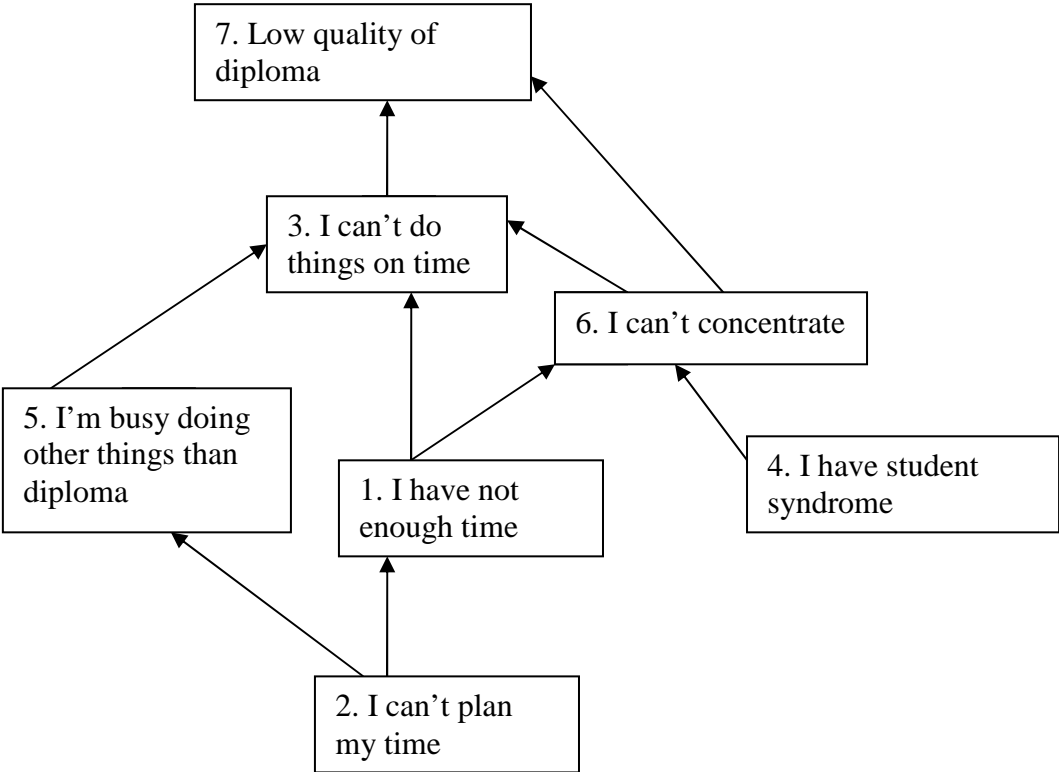 7. Low quality of
diploma
3. I can’t do
things on time
6. I can’t concentrate
5. I’m busy doing
other things than
diploma
1. I have not
enough time
4. I have student
syndrome
2. I can’t plan
my time